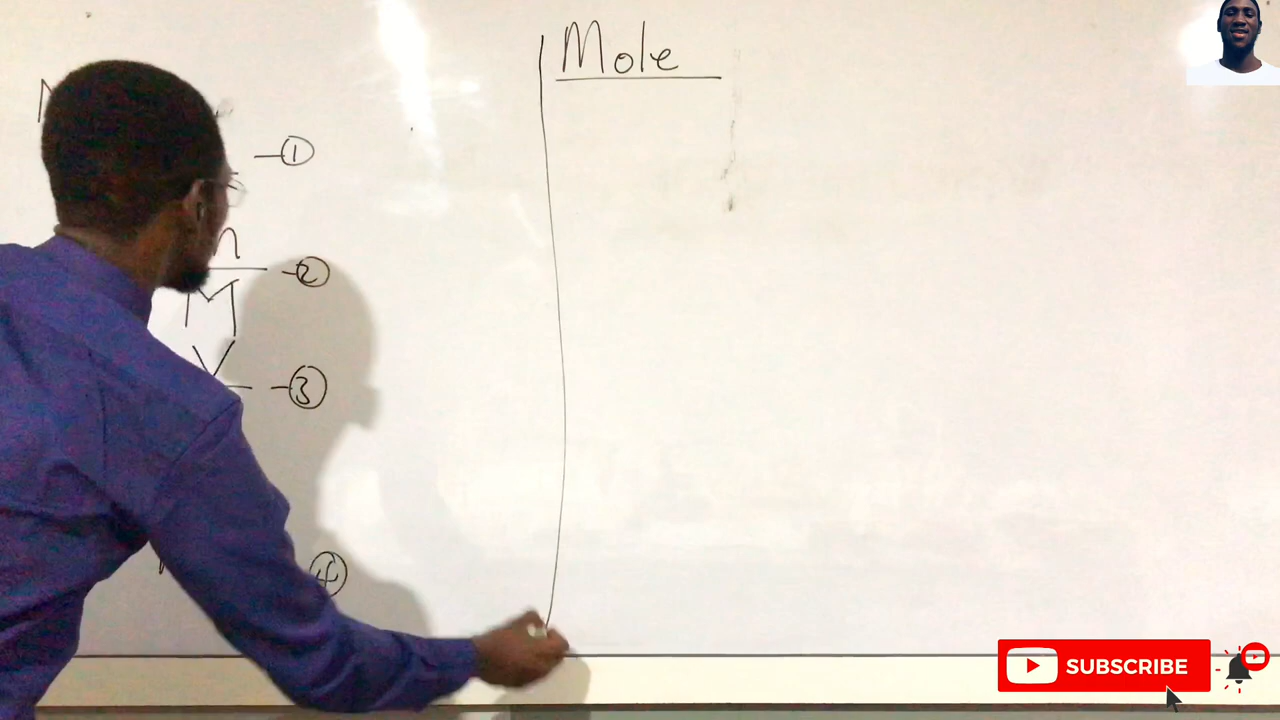 Mole
— ①
— ②
M
V
— ③
④
SUBSCRIBE